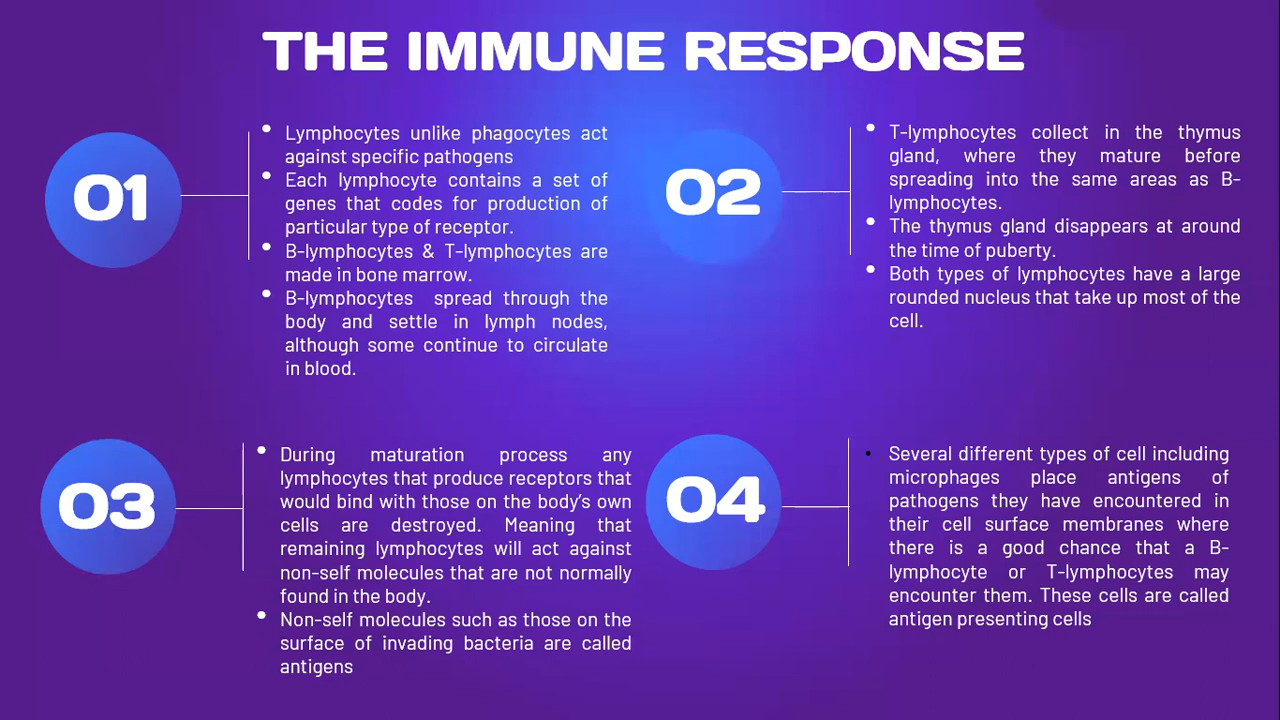 THE IMMUNE RESPONSE
01
• Lymphocytes unlike phagocytes act
against specific pathogens
• Each lymphocyte contains a set of
genes that codes for production of
particular type of receptor.
• B-lymphocytes & T-lymphocytes are
made in bone marrow.
• B-lymphocytes spread through the
body and settle in lymph nodes,
although some continue to circulate
in blood.
02
• T-lymphocytes collect in the thymus
gland, where they mature before
spreading into the same areas as B-
lymphocytes.
• The thymus gland disappears at around
the time of puberty.
• Both types of lymphocytes have a large
rounded nucleus that take up most of the
cell.
03
• During maturation process any
lymphocytes that produce receptors that
would bind with those on the body's own
cells are destroyed. Meaning that
remaining lymphocytes will act against
non-self molecules that are not normally
found in the body.
• Non-self molecules such as those on the
surface of invading bacteria are called
antigens
04
• Several different types of cell including
microphages place antigens of
pathogens they have encountered in
their cell surface membranes where
there is a good chance that a B-
lymphocyte or T-lymphocytes may
encounter them. These cells are called
antigen presenting cells